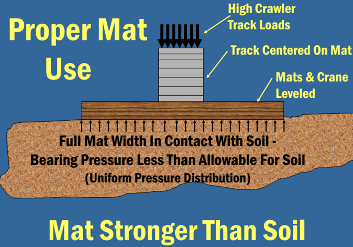 Proper Mat
Use
High Crawler
Track Loads
Track Centered On Mat
Mats & Crane
Leveled
Full Mat Width In Contact With Soil -
Bearing Pressure Less Than Allowable For Soil
(Uniform Pressure Distribution)
Mat Stronger Than Soil